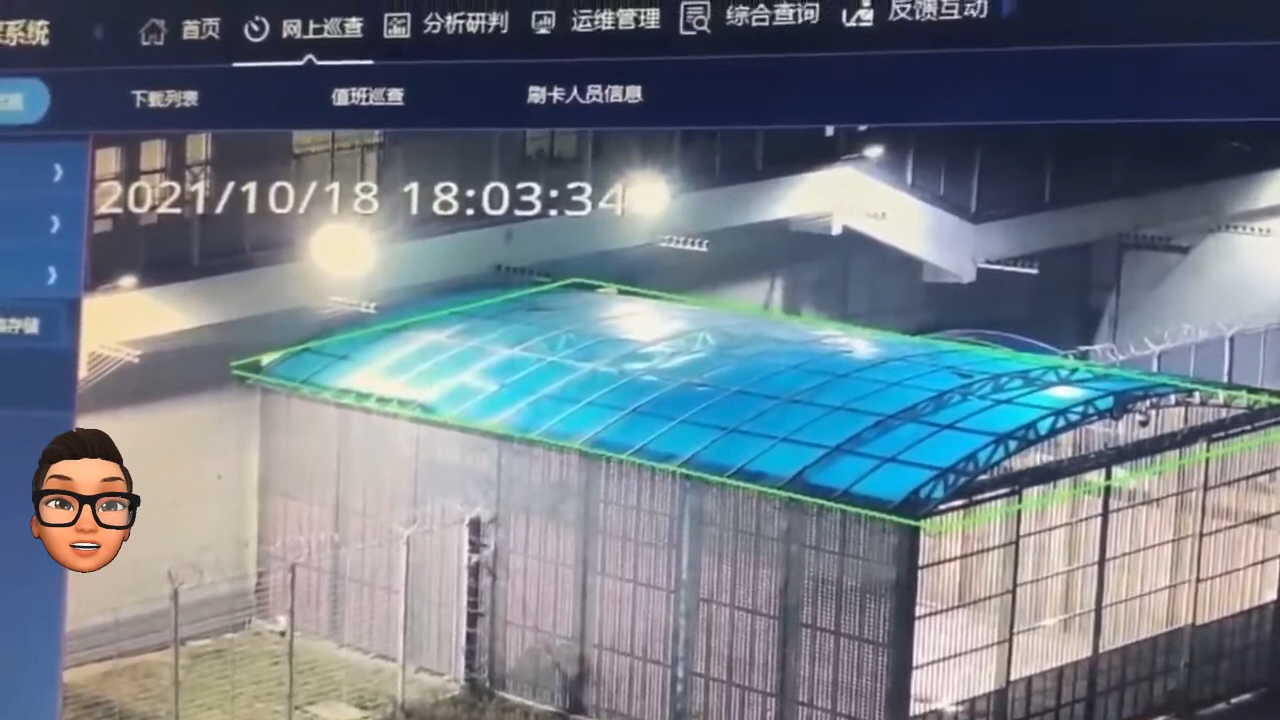 系统 首页 网上巡查 分析研判 运维管理 综合查询 反馈互动
下载列表 值班巡查 刷卡人员信息
2021/10/18 18:03:34
存储